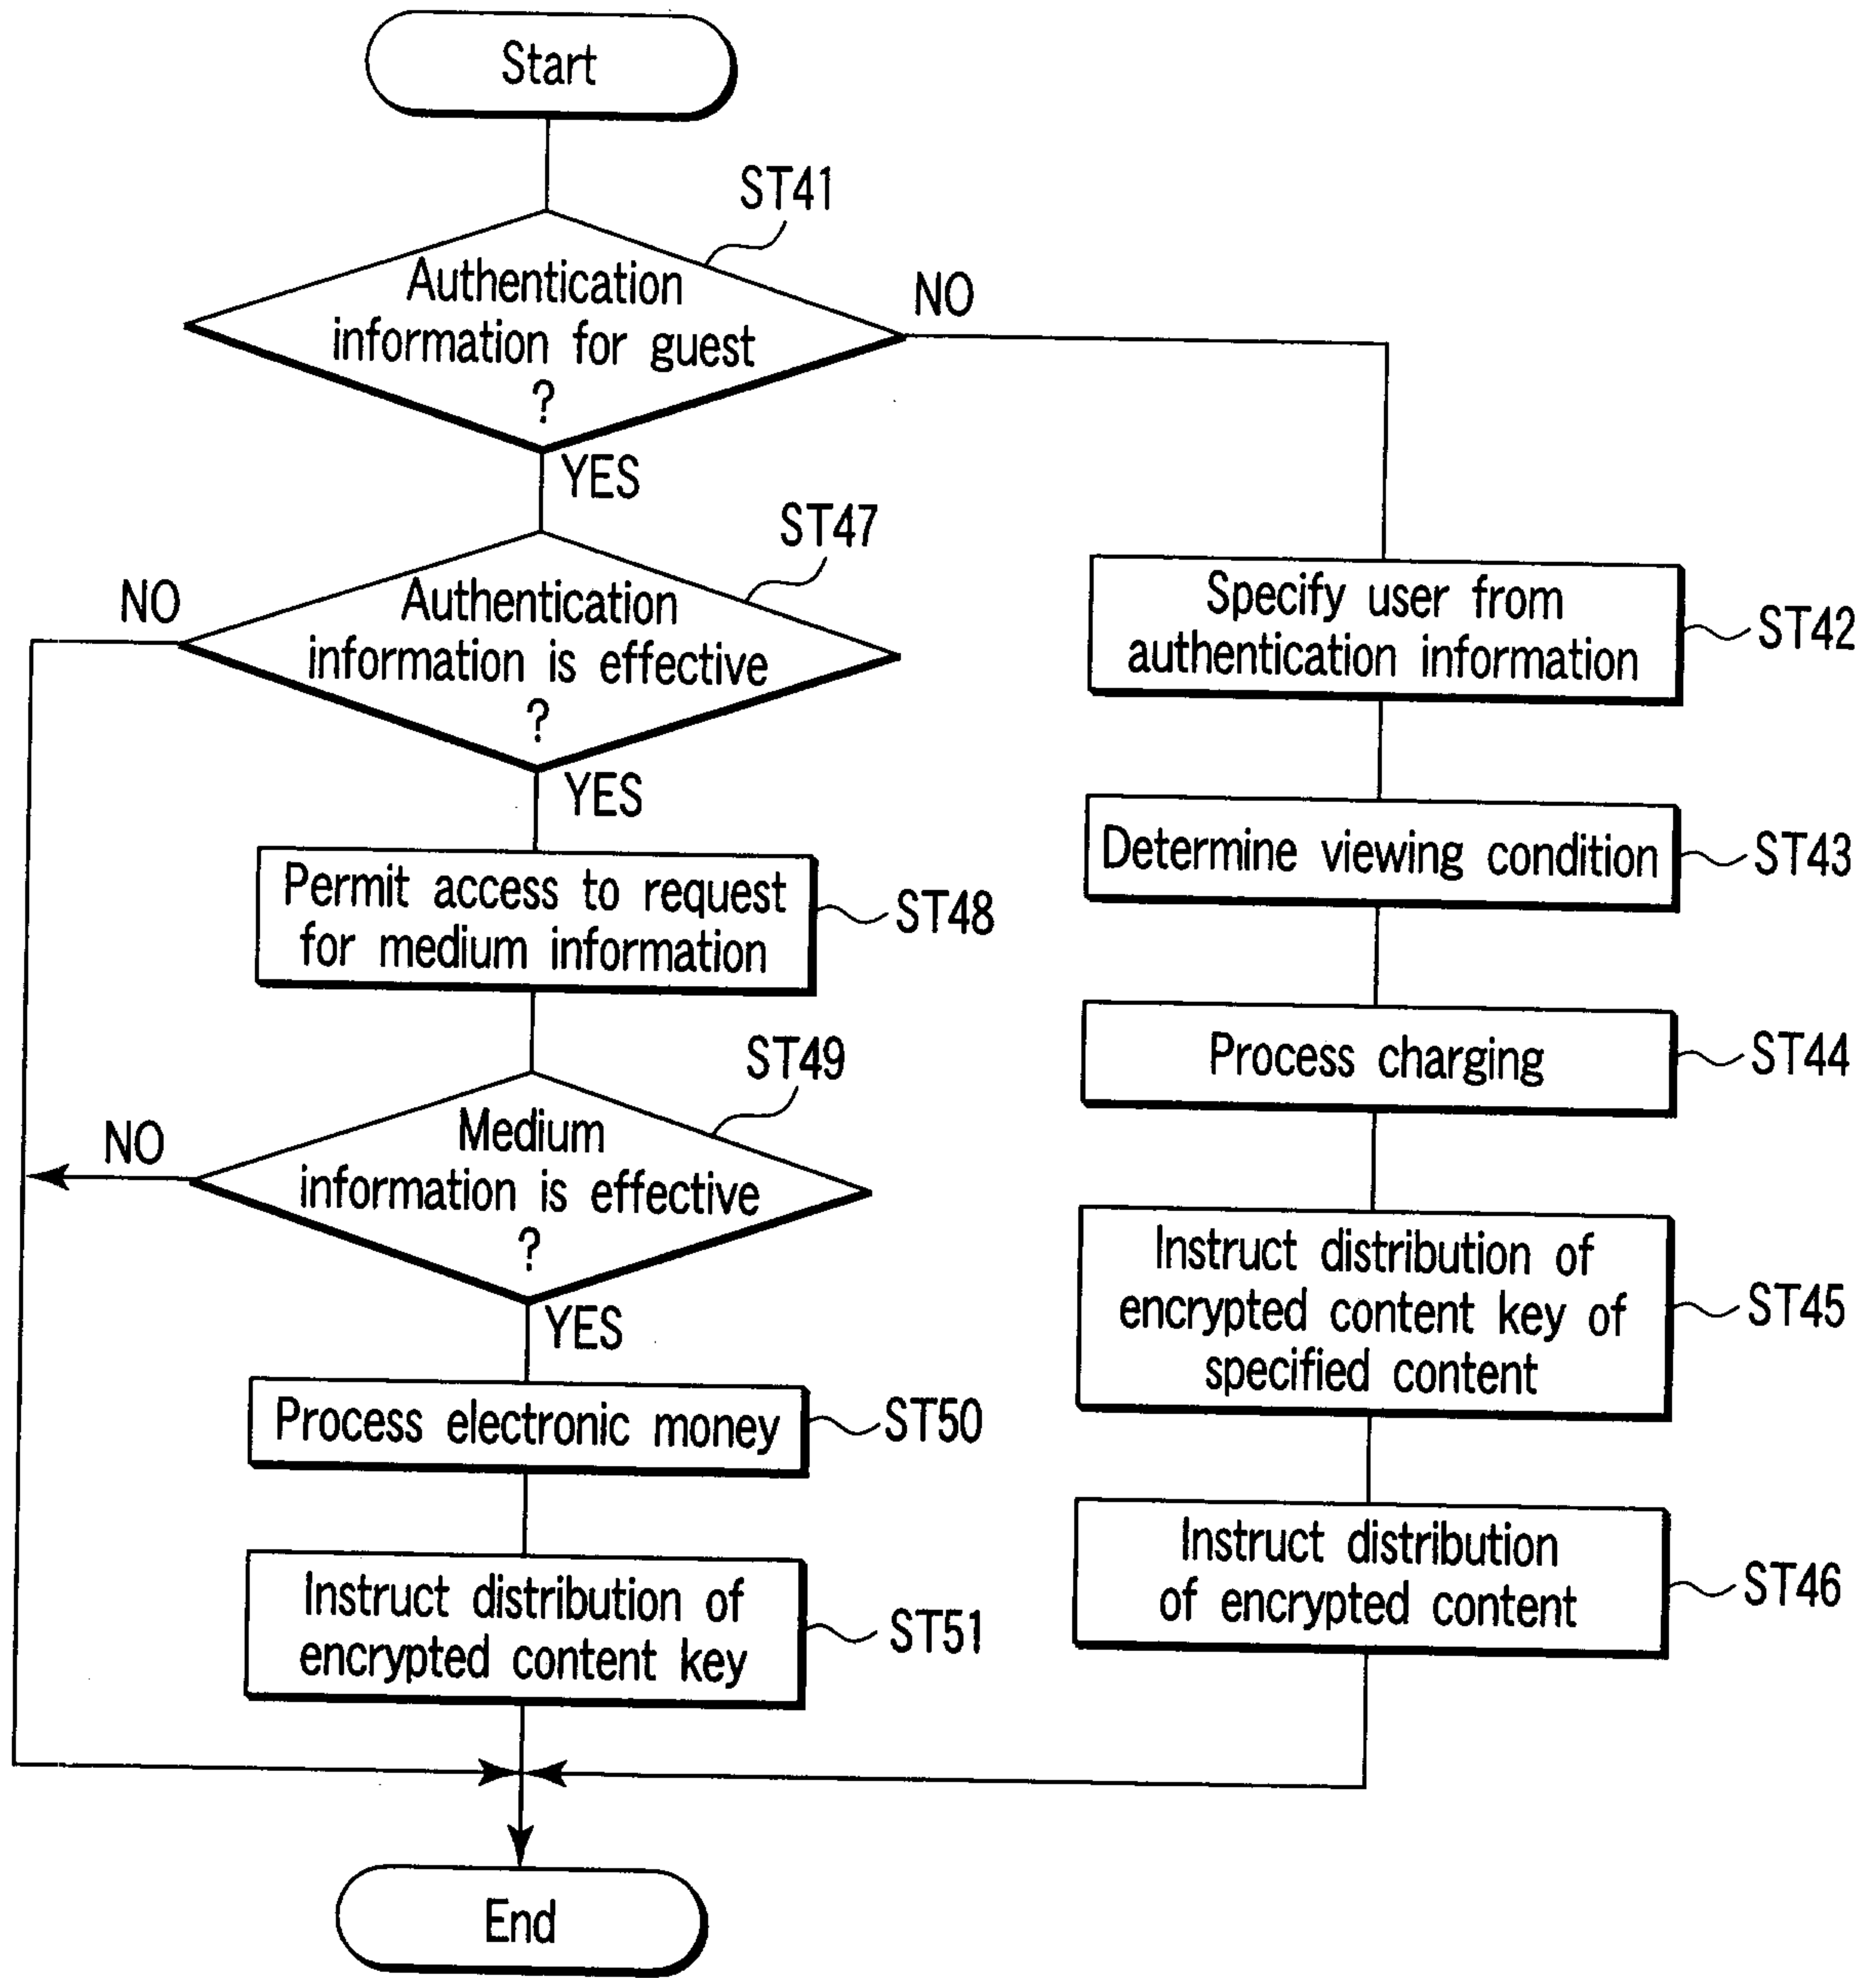 Start
ST41
Authentication
information for guest
?
NO
YES
ST47
Authentication
information is effective
?
NO
YES
Permit access to request
for medium information
ST48
ST49
Medium
information is effective
?
NO
YES
Process electronic money
ST50
Instruct distribution of
encrypted content key
ST51
Specify user from
authentication information
ST42
Determine viewing condition
ST43
Process charging
ST44
Instruct distribution of
encrypted content key of
specified content
ST45
Instruct distribution
of encrypted content
ST46
End